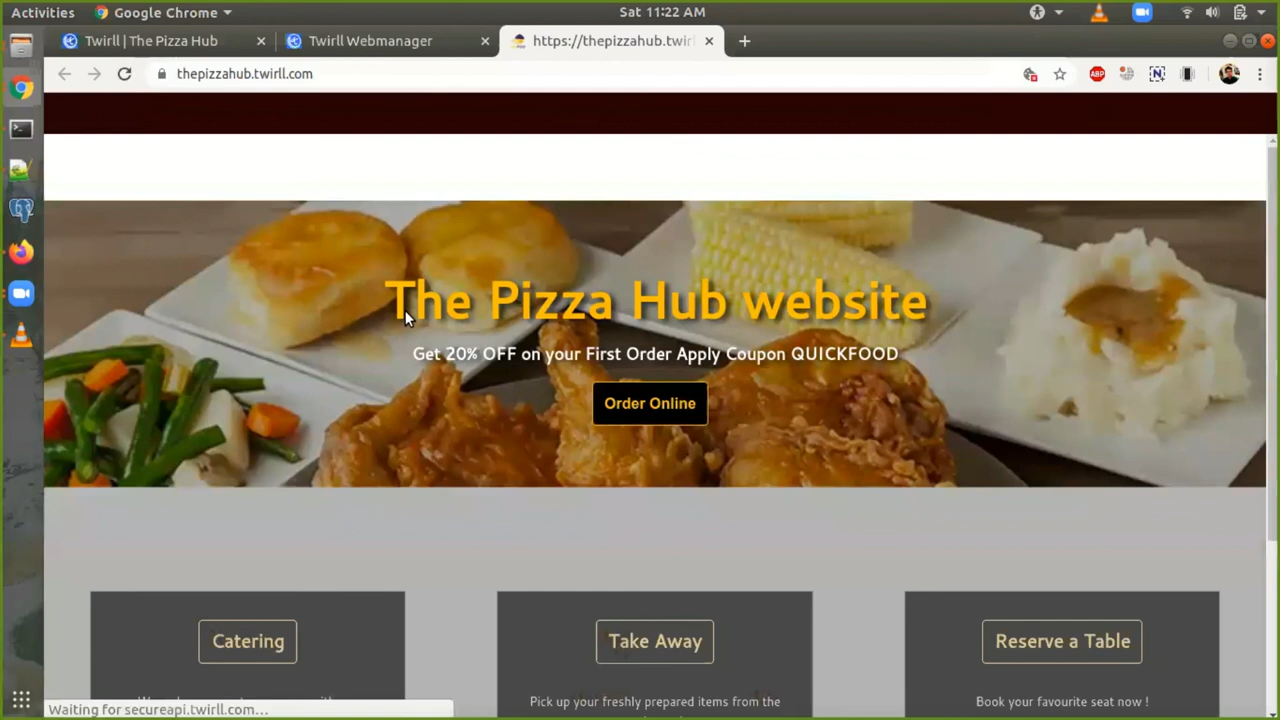 Activities
Google Chrome
Sat 11:22 AM
Twirll | The Pizza Hub
Twirll Webmanager
https://thepizzahub.twirl
thepizzahub.twirll.com
ABP
N
The Pizza Hub website
Get 20% OFF on your First Order Apply Coupon QUICKFOOD
Order Online
Catering
Take Away
Reserve a Table
Pick up your freshly prepared items from the
Book your favourite seat now !
Waiting for secureapi.twirll.com...